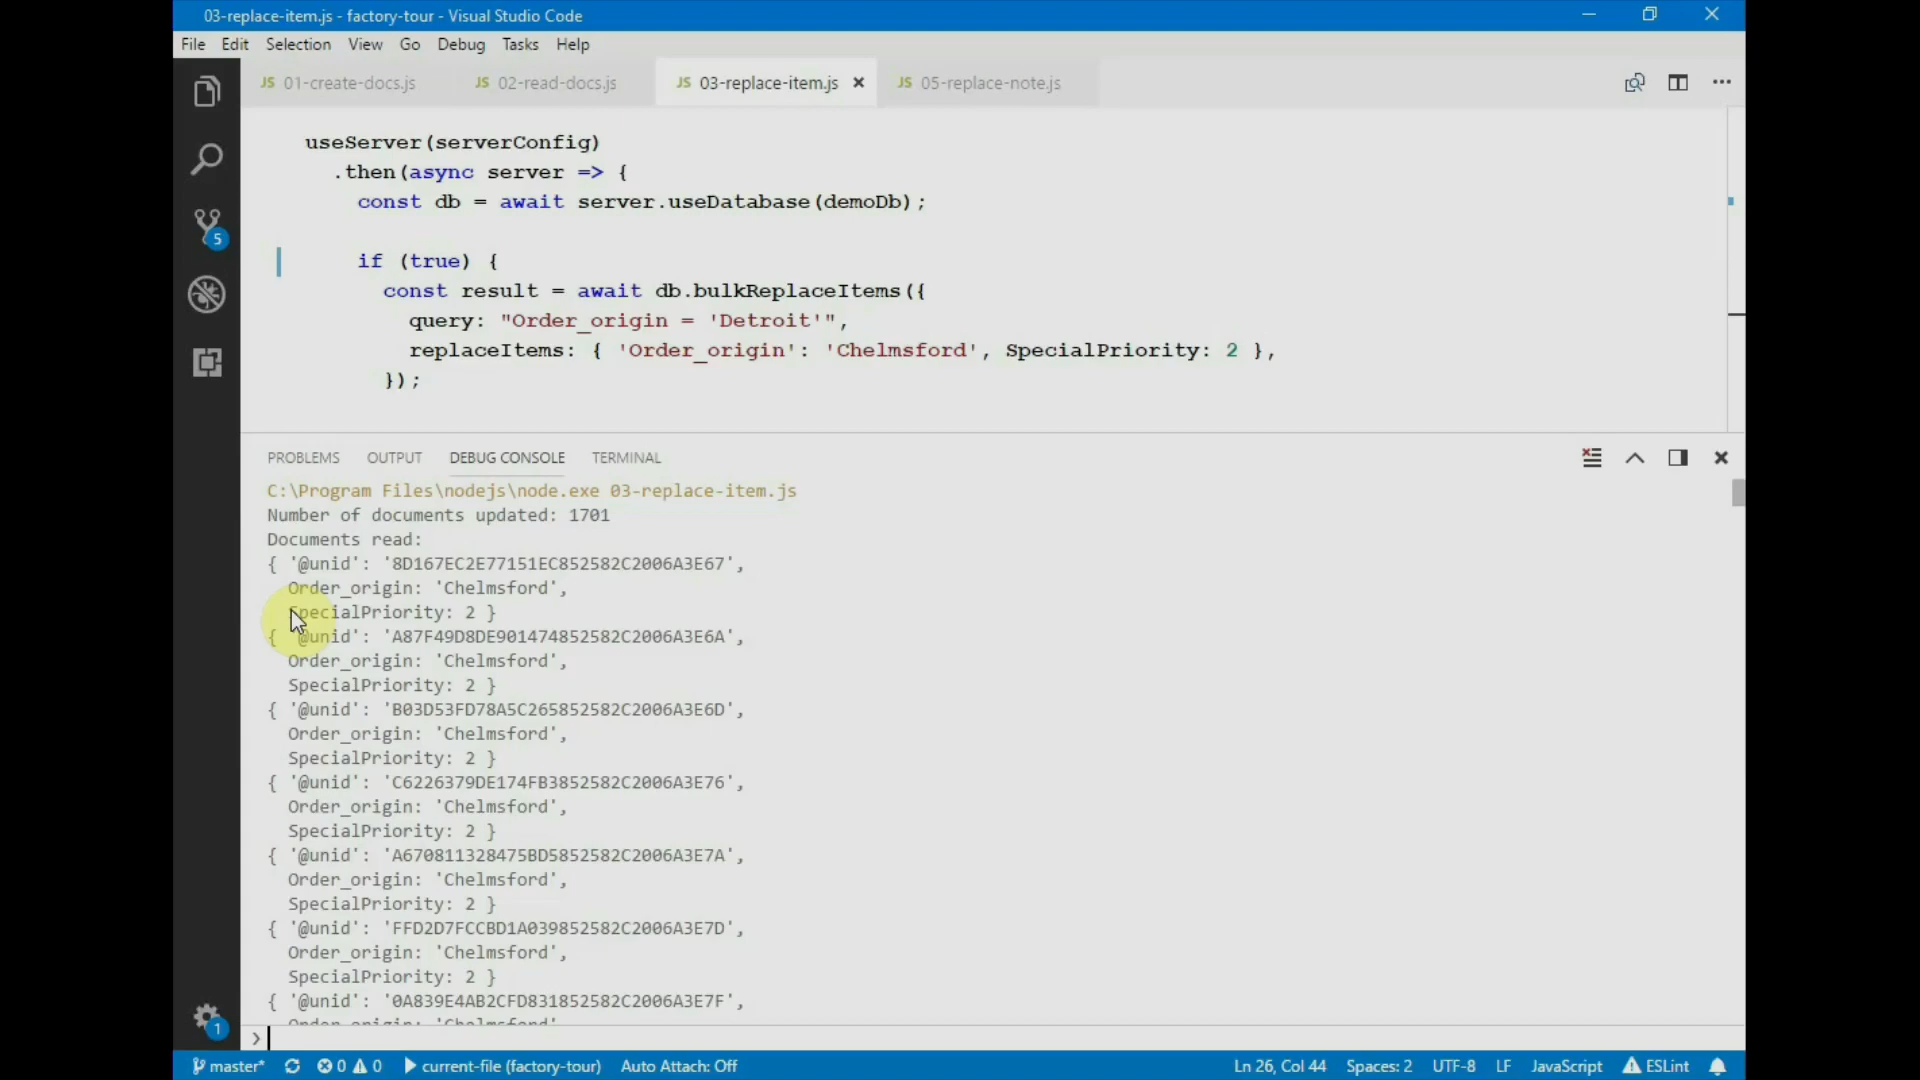 03-replace-item.js - factory-tour - Visual Studio Code
File Edit Selection View Go Debug Tasks Help
JS 01-create-docs.js JS 02-read-docs.js JS 03-replace-item.js JS 05-replace-note.js
useServer(serverConfig)
.then(async server => {
const db = await server.useDatabase(demoDb);
if (true) {
const result = await db.bulkReplaceItems({
query: "Order_origin = 'Detroit'",
replaceItems: { 'Order_origin': 'Chelmsford', SpecialPriority: 2 },
});
5
PROBLEMS OUTPUT DEBUG CONSOLE TERMINAL
C:\Program Files\nodejs\node.exe 03-replace-item.js
Number of documents updated: 1701
Documents read:
{ '@unid': '8D167EC2E77151EC852582C2006A3E67',
Order_origin: 'Chelmsford',
SpecialPriority: 2 }
{ '@unid': 'A87F49D8DE901474852582C2006A3E6A',
Order_origin: 'Chelmsford',
SpecialPriority: 2 }
{ '@unid': 'B03D53FD78A5C265852582C2006A3E6D',
Order_origin: 'Chelmsford',
SpecialPriority: 2 }
{ '@unid': 'C6226379DE174FB3852582C2006A3E76',
Order_origin: 'Chelmsford',
SpecialPriority: 2 }
{ '@unid': 'A670811328475BD5852582C2006A3E7A',
Order_origin: 'Chelmsford',
SpecialPriority: 2 }
{ '@unid': 'FFD2D7FCCBD1A039852582C2006A3E7D',
Order_origin: 'Chelmsford',
SpecialPriority: 2 }
{ '@unid': '0A839E4AB2CFD831852582C2006A3E7F',
Order_origin: 'Chelmsford'
1
master* 0 0 current-file (factory-tour) Auto Attach: Off Ln 26, Col 44 Spaces: 2 UTF-8 LF JavaScript ESLint